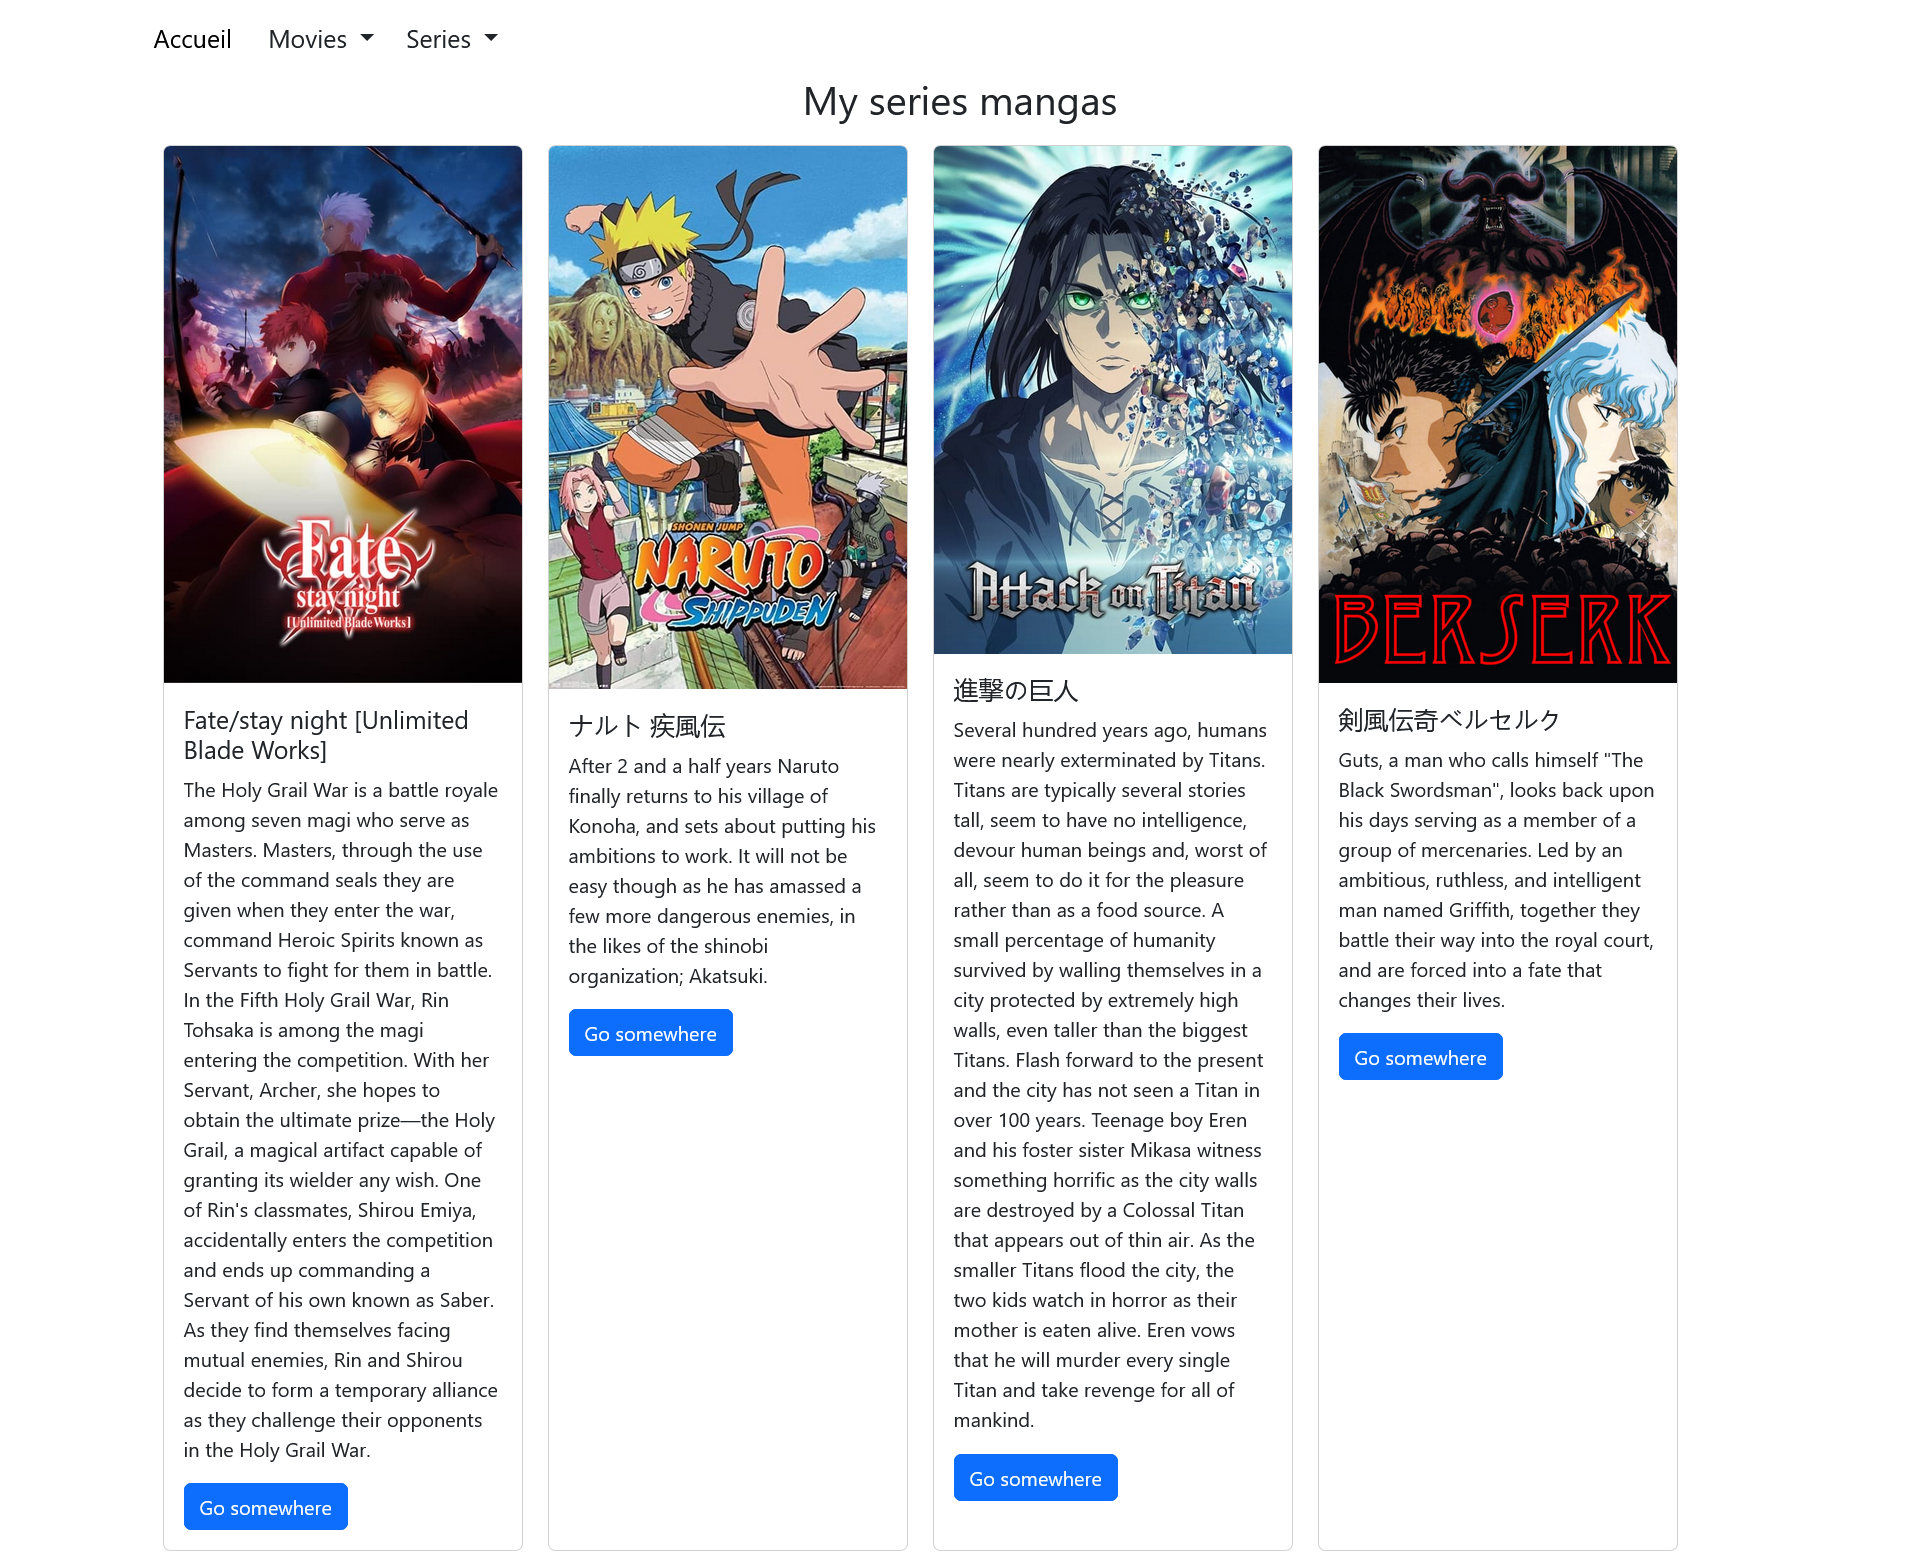 Accueil Movies Series
My series mangas
Fate
stay night
[Unlimited Blade Works]
Fate/stay night [Unlimited
Blade Works]
The Holy Grail War is a battle royale
among seven magi who serve as
Masters. Masters, through the use
of the command seals they are
given when they enter the war,
command Heroic Spirits known as
Servants to fight for them in battle.
In the Fifth Holy Grail War, Rin
Tohsaka is among the magi
entering the competition. With her
Servant, Archer, she hopes to
obtain the ultimate prize—the Holy
Grail, a magical artifact capable of
granting its wielder any wish. One
of Rin's classmates, Shirou Emiya,
accidentally enters the competition
and ends up commanding a
Servant of his own known as Saber.
As they find themselves facing
mutual enemies, Rin and Shirou
decide to form a temporary alliance
as they challenge their opponents
in the Holy Grail War.
Go somewhere
SHONEN JUMP
NARUTO
SHIPPUDEN
ナルト 疾風伝
After 2 and a half years Naruto
finally returns to his village of
Konoha, and sets about putting his
ambitions to work. It will not be
easy though as he has amassed a
few more dangerous enemies, in
the likes of the shinobi
organization; Akatsuki.
Go somewhere
Attack on Titan
進撃の巨人
Several hundred years ago, humans
were nearly exterminated by Titans.
Titans are typically several stories
tall, seem to have no intelligence,
devour human beings and, worst of
all, seem to do it for the pleasure
rather than as a food source. A
small percentage of humanity
survived by walling themselves in a
city protected by extremely high
walls, even taller than the biggest
Titans. Flash forward to the present
and the city has not seen a Titan in
over 100 years. Teenage boy Eren
and his foster sister Mikasa witness
something horrific as the city walls
are destroyed by a Colossal Titan
that appears out of thin air. As the
smaller Titans flood the city, the
two kids watch in horror as their
mother is eaten alive. Eren vows
that he will murder every single
Titan and take revenge for all of
mankind.
Go somewhere
BERSERK
剣風伝奇ベルセルク
Guts, a man who calls himself "The
Black Swordsman", looks back upon
his days serving as a member of a
group of mercenaries. Led by an
ambitious, ruthless, and intelligent
man named Griffith, together they
battle their way into the royal court,
and are forced into a fate that
changes their lives.
Go somewhere